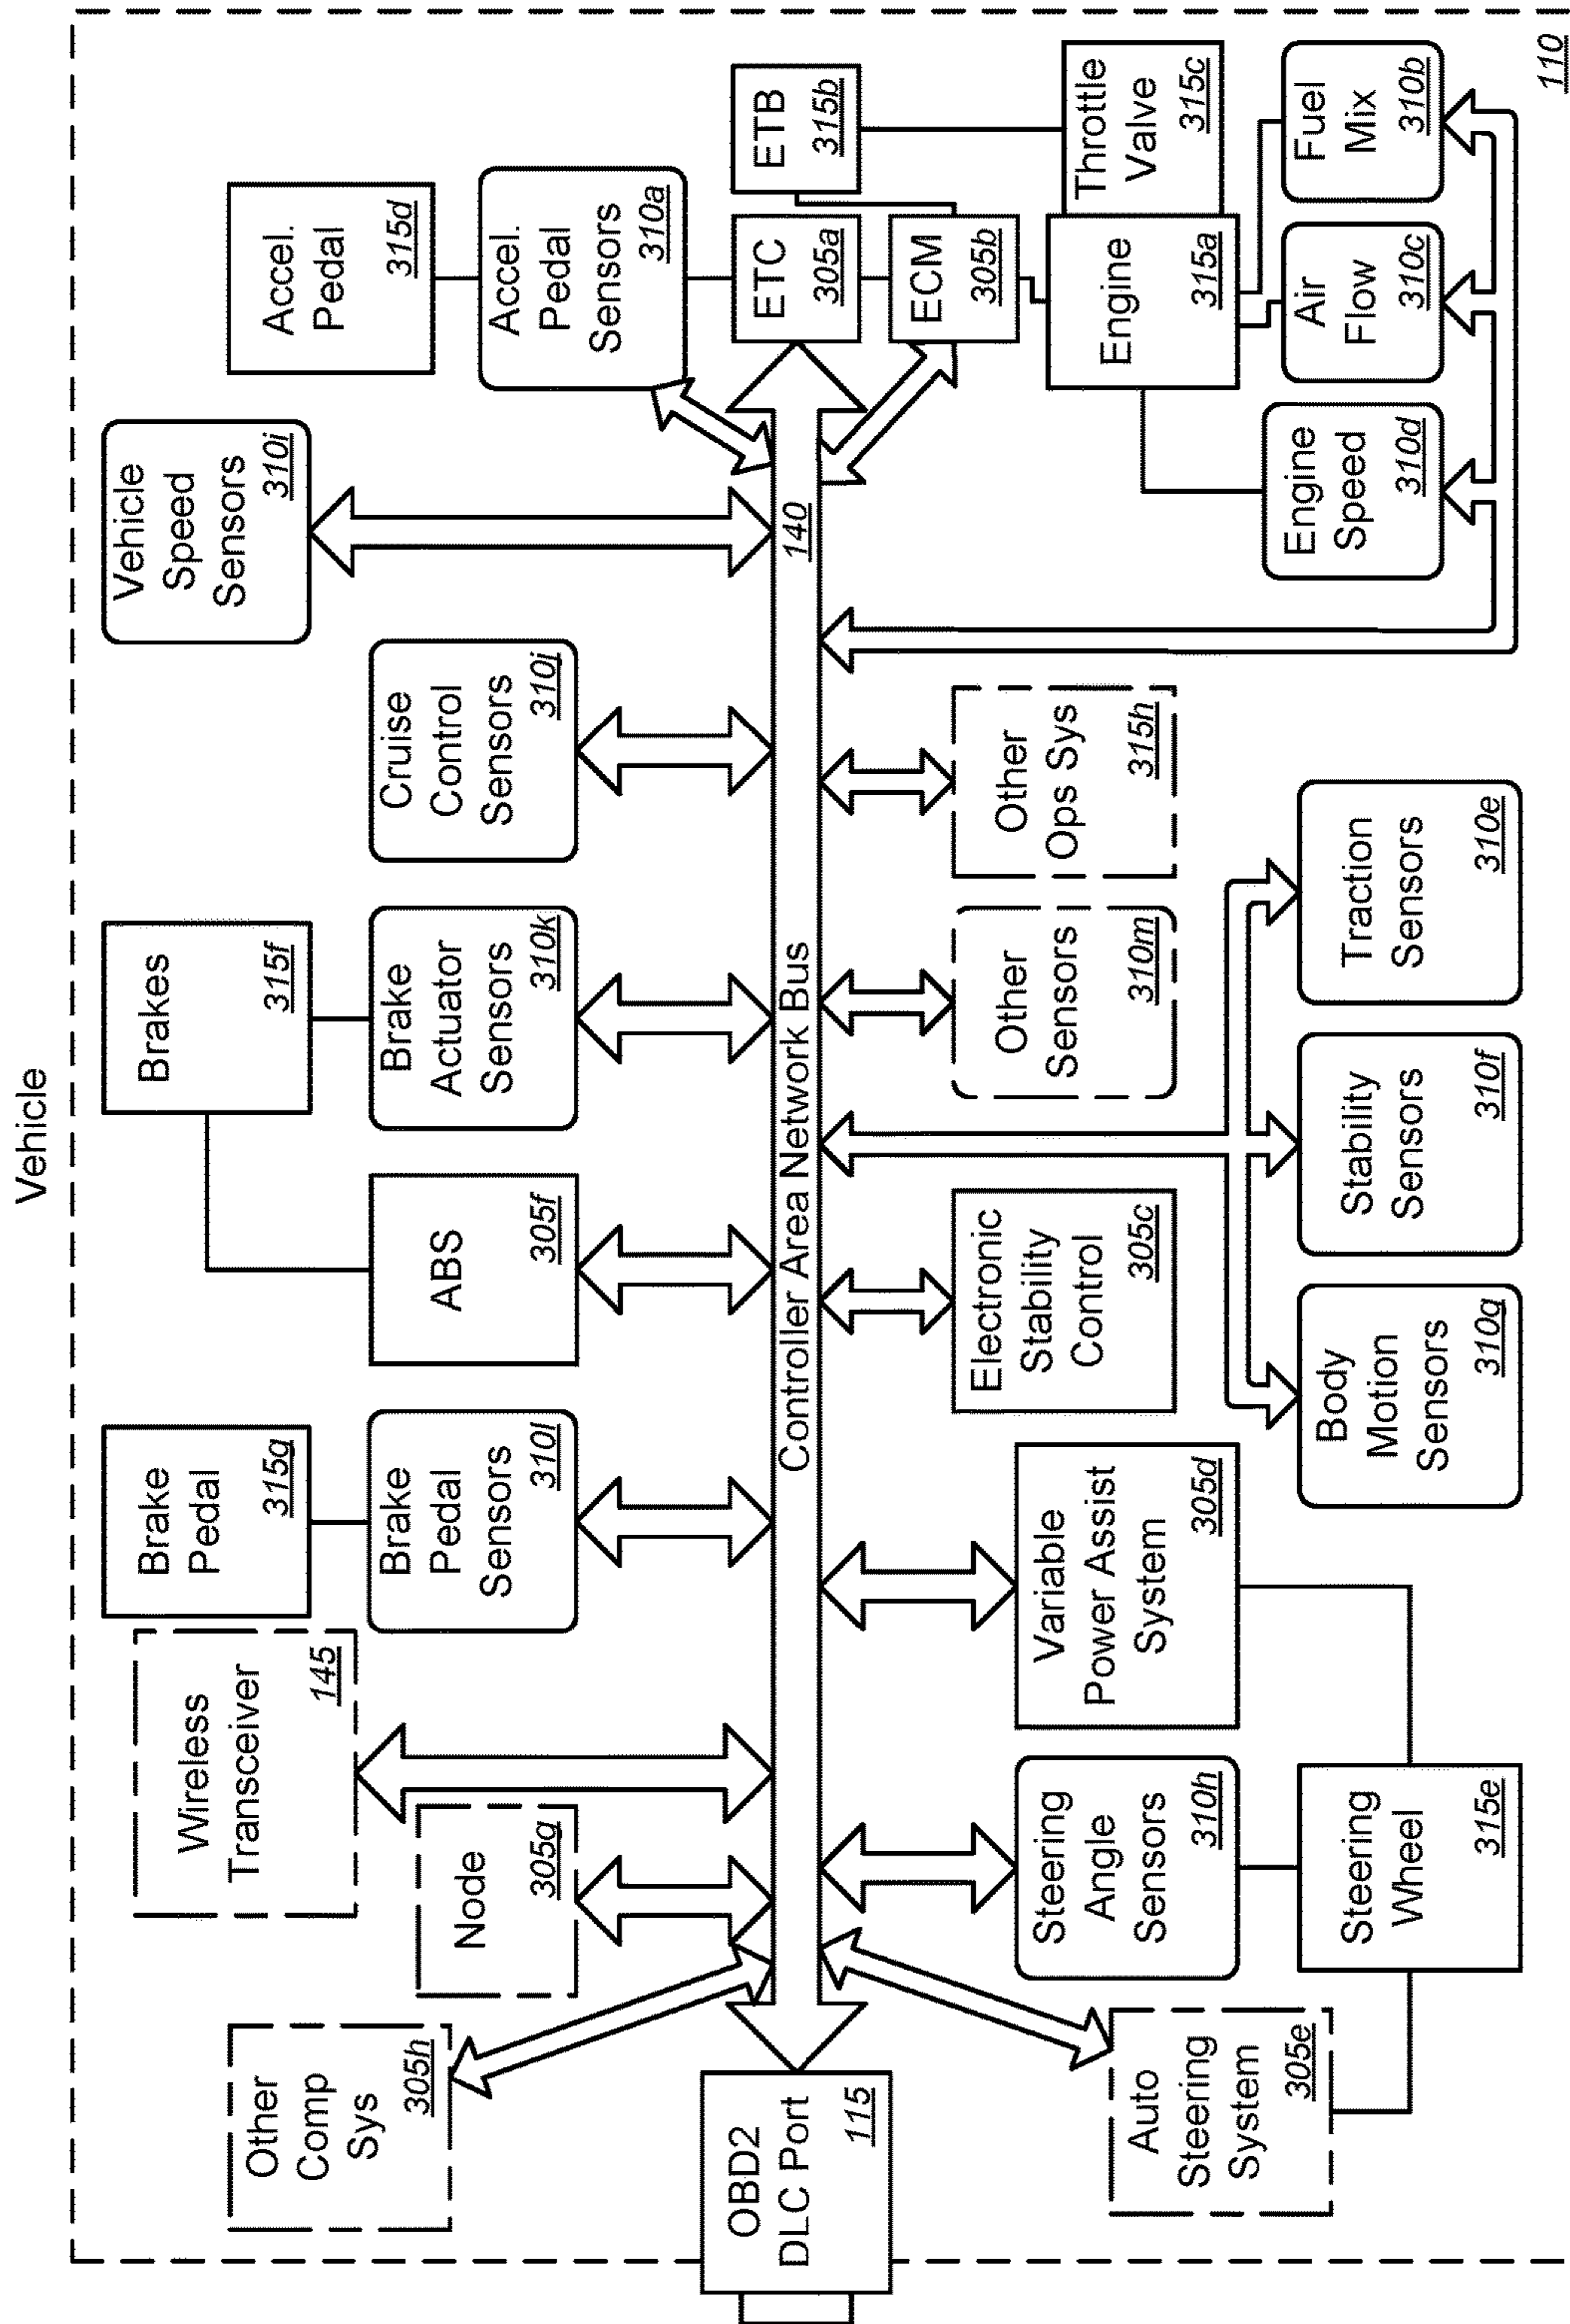 Vehicle
Brake
Pedal
315g
Brakes
315f
Vehicle
Speed
Sensors
310i
Wireless
Transceiver
145
Other
Comp
Sys
305h
Accel.
Pedal
315d
Node
305g
Brake
Pedal
Sensors
310l
ABS
305f
Brake
Actuator
Sensors
310k
Cruise
Control
Sensors
310j
Accel.
Pedal
Sensors
310a
OBD2
DLC Port
115
Controller Area Network Bus
140
ETC
305a
ETB
315b
ECM
305b
Auto
Steering
System
305e
Steering
Angle
Sensors
310h
Variable
Power Assist
System
305d
Electronic
Stability
Control
305c
Other
Sensors
310m
Other
Ops Sys
315h
Engine
315a
Throttle
Valve
315c
Steering
Wheel
315e
Body
Motion
Sensors
310g
Stability
Sensors
310f
Traction
Sensors
310e
Engine
Speed
310d
Air
Flow
310c
Fuel
Mix
310b
110